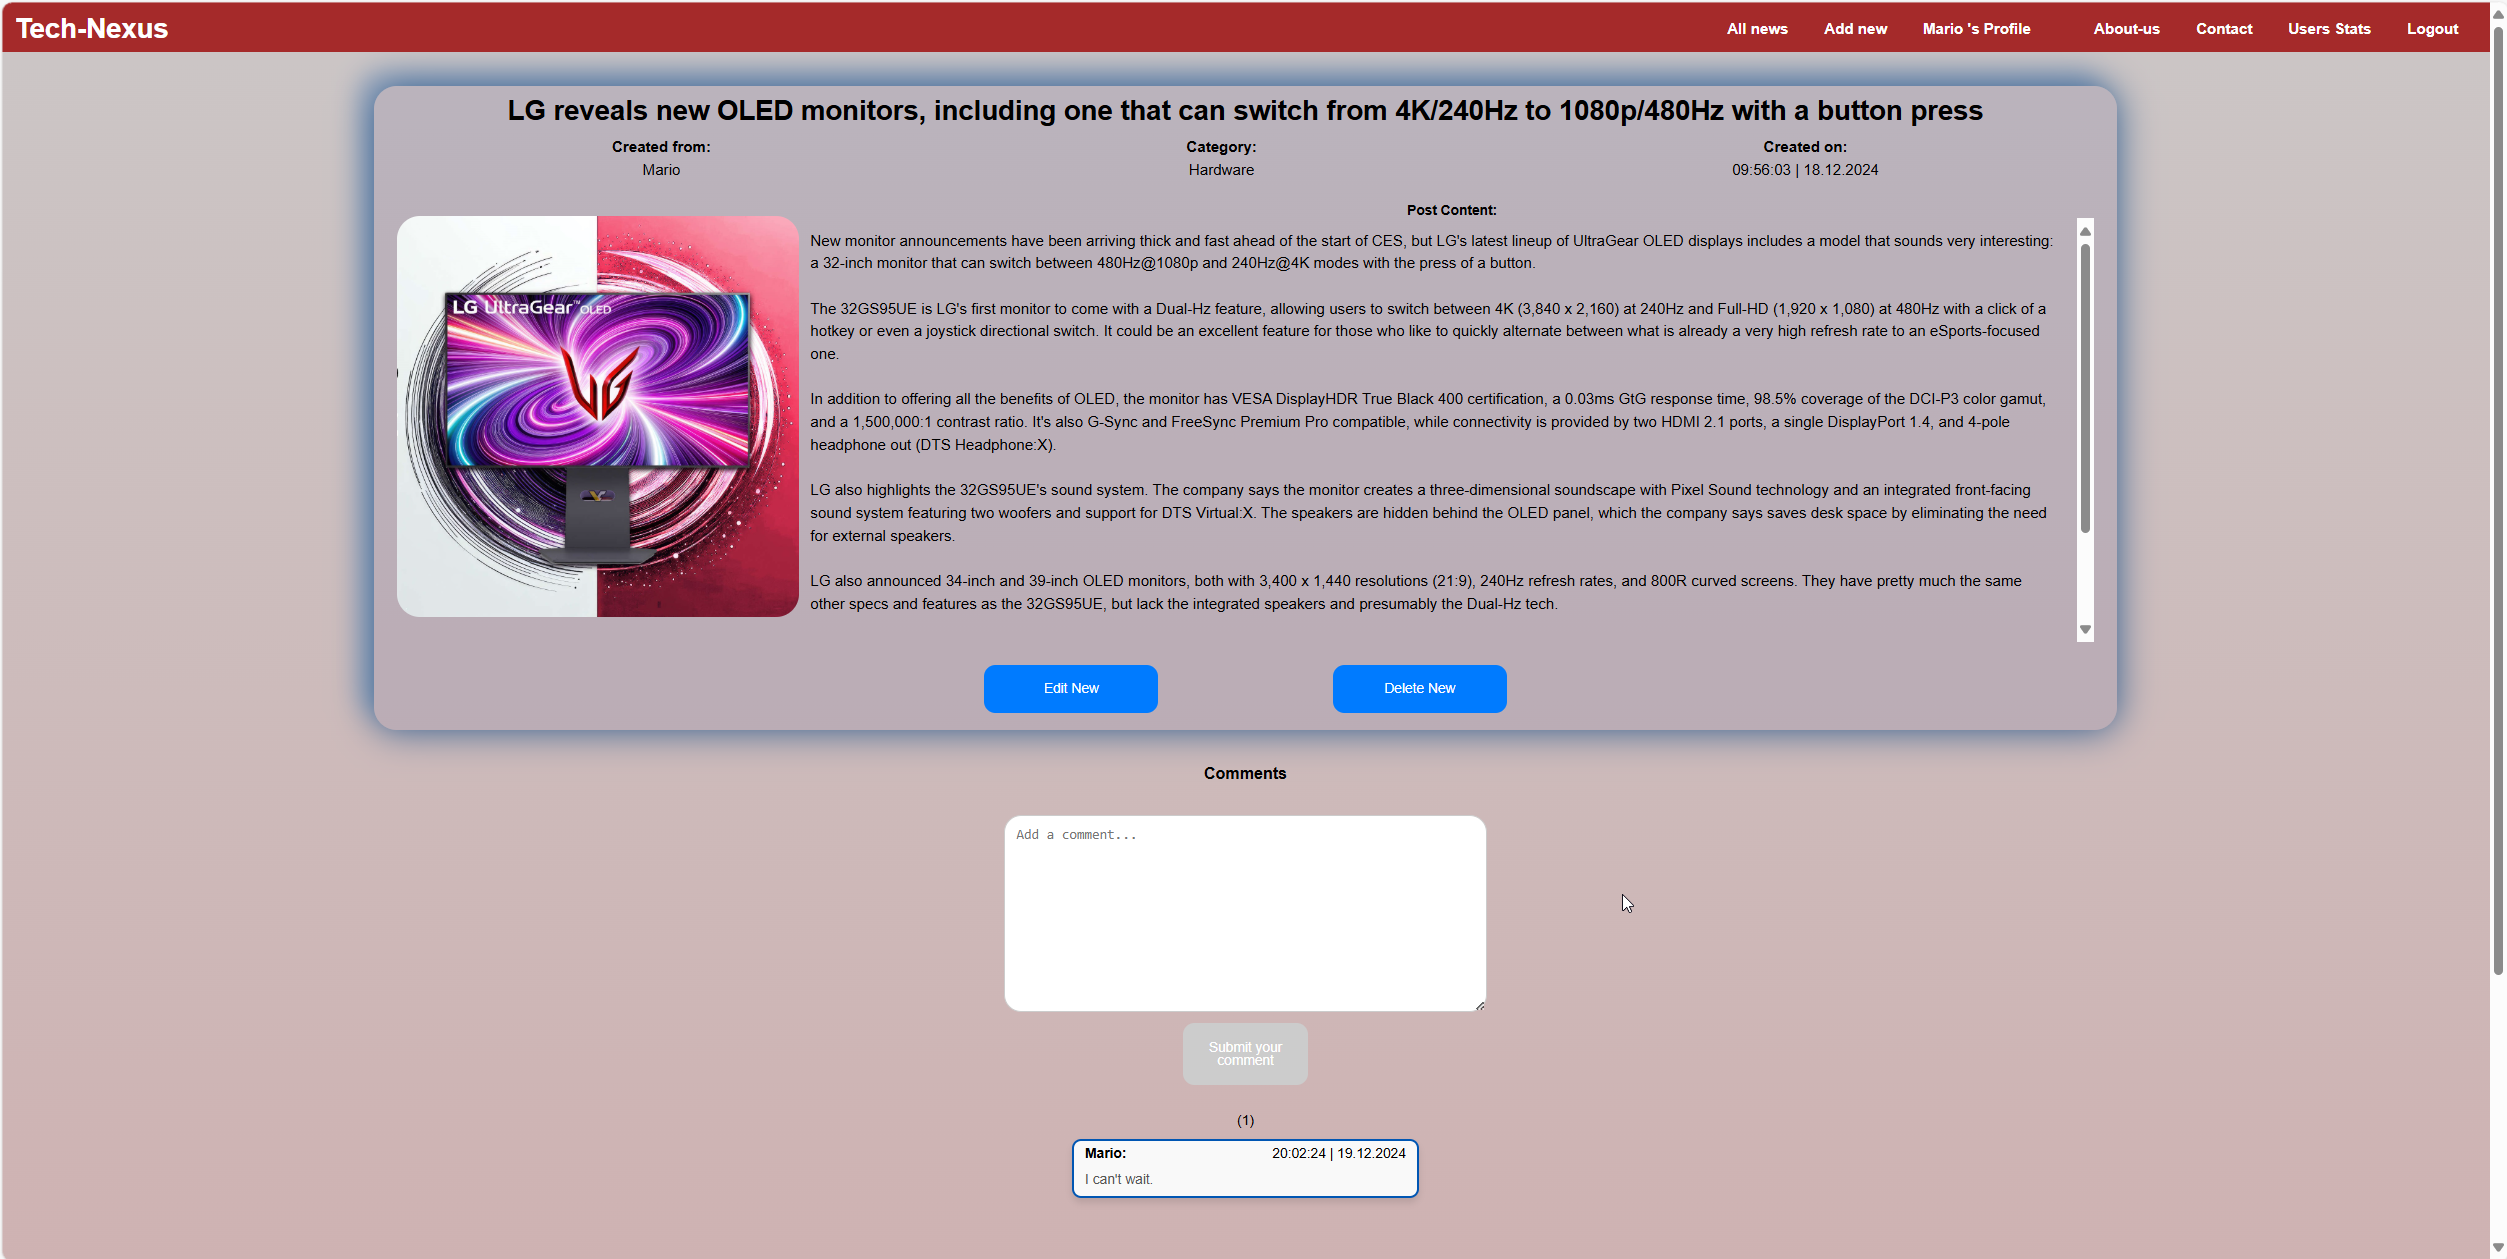 Tech-Nexus
All news
Add new
Mario 's Profile
About-us
Contact
Users Stats
Logout
LG reveals new OLED monitors, including one that can switch from 4K/240Hz to 1080p/480Hz with a button press
Created from:
Mario
Category:
Hardware
Created on:
09:56:03 | 18.12.2024
LG UltraGear™ OLED
Post Content:
New monitor announcements have been arriving thick and fast ahead of the start of CES, but LG's latest lineup of UltraGear OLED displays includes a model that sounds very interesting:
a 32-inch monitor that can switch between 480Hz@1080p and 240Hz@4K modes with the press of a button.
The 32GS95UE is LG's first monitor to come with a Dual-Hz feature, allowing users to switch between 4K (3,840 x 2,160) at 240Hz and Full-HD (1,920 x 1,080) at 480Hz with a click of a
hotkey or even a joystick directional switch. It could be an excellent feature for those who like to quickly alternate between what is already a very high refresh rate to an eSports-focused
one.
In addition to offering all the benefits of OLED, the monitor has VESA DisplayHDR True Black 400 certification, a 0.03ms GtG response time, 98.5% coverage of the DCI-P3 color gamut,
and a 1,500,000:1 contrast ratio. It's also G-Sync and FreeSync Premium Pro compatible, while connectivity is provided by two HDMI 2.1 ports, a single DisplayPort 1.4, and 4-pole
headphone out (DTS Headphone:X).
LG also highlights the 32GS95UE's sound system. The company says the monitor creates a three-dimensional soundscape with Pixel Sound technology and an integrated front-facing
sound system featuring two woofers and support for DTS Virtual:X. The speakers are hidden behind the OLED panel, which the company says saves desk space by eliminating the need
for external speakers.
LG also announced 34-inch and 39-inch OLED monitors, both with 3,400 x 1,440 resolutions (21:9), 240Hz refresh rates, and 800R curved screens. They have pretty much the same
other specs and features as the 32GS95UE, but lack the integrated speakers and presumably the Dual-Hz tech.
Edit New
Delete New
Comments
Add a comment...
Submit your
comment
(1)
Mario:
20:02:24 | 19.12.2024
I can't wait.